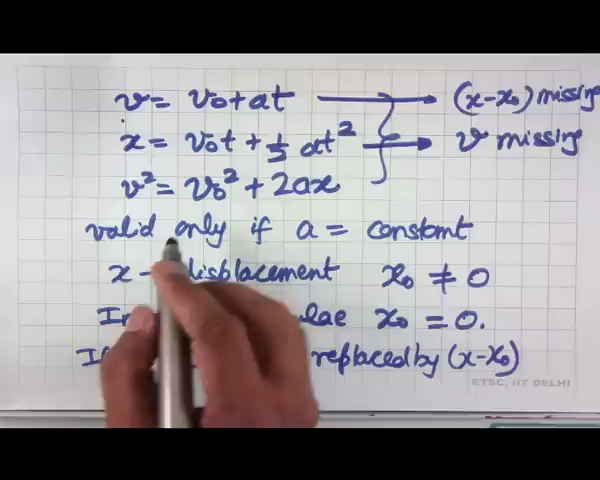 v = v₀ + at → (x-x₀) missing
x = v₀t + ½ at² → v missing
v² = v₀² + 2ax
valid only if a = constant
x - displacement x₀ ≠ 0
In lae x₀ = 0.
replaced by (x-x₀)
ETSC, IIT DELHI